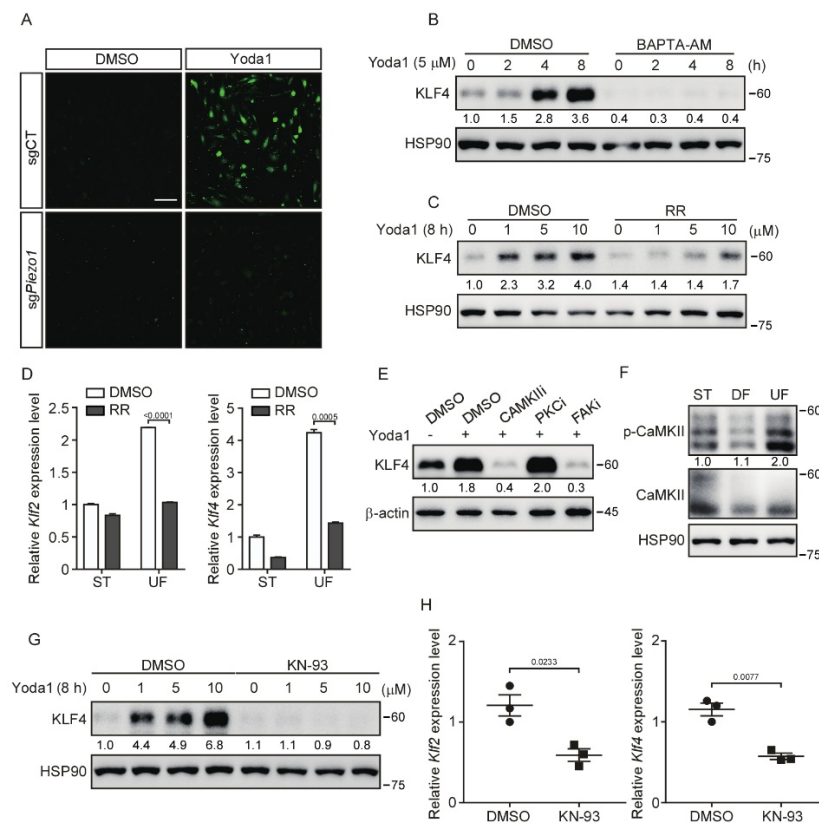 A
DMSO Yoda1
sgCT
sgPiezo1
B
DMSO BAPTA-AM
Yoda1 (5 μM) 0 2 4 8 0 2 4 8 (h)
KLF4 –60
1.0 1.5 2.8 3.6 0.4 0.3 0.4 0.4
HSP90
–75
C
DMSO RR
Yoda1 (8 h) 0 1 5 10 0 1 5 10 (μM)
KLF4 –60
1.0 2.3 3.2 4.0 1.4 1.4 1.4 1.7
HSP90
–75
D
DMSO
RR
Relative Klf2 expression level
2.5
2
1.5
1
0.5
0
<0.0001
ST UF
DMSO
RR
Relative Klf4 expression level
5
4
3
2
1
0
0.0005
ST UF
E
DMSO DMSO CAMKIIi PKCi FAKi
Yoda1 - + + + +
KLF4 –60
1.0 1.8 0.4 2.0 0.3
β-actin –45
F
ST DF UF
–60
p-CaMKII
1.0 1.1 2.0
–60
CaMKII
HSP90
–75
G
DMSO KN-93
Yoda1 (8 h) 0 1 5 10 0 1 5 10 (μM)
KLF4 –60
1.0 4.4 4.9 6.8 1.1 1.1 0.9 0.8
HSP90
–75
H
Relative Klf2 expression level
2
1
0
0.0233
DMSO KN-93
Relative Klf4 expression level
2
1
0
0.0077
DMSO KN-93